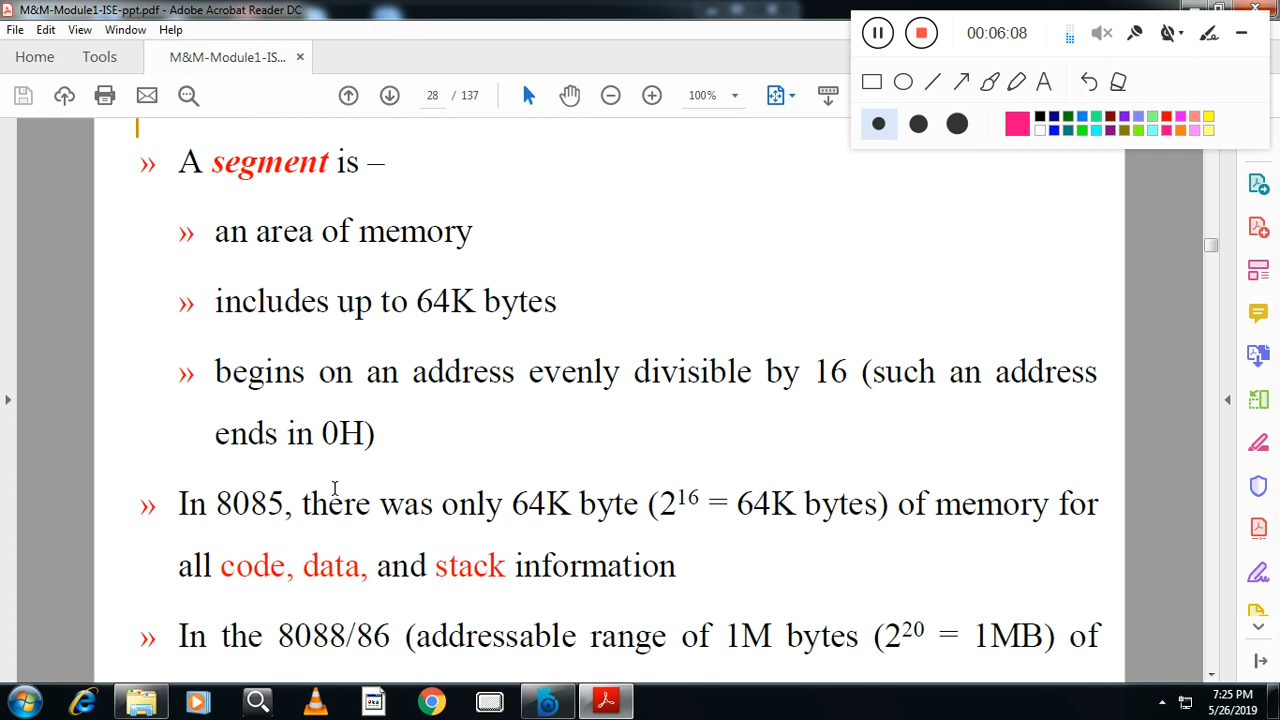 M&M-Module1-ISE-ppt.pdf - Adobe Acrobat Reader DC
File Edit View Window Help
00:06:08
Home Tools M&M-Module1-IS... ×
28 / 137 100%
A
» A segment is –
» an area of memory
» includes up to 64K bytes
» begins on an address evenly divisible by 16 (such an address
ends in 0H)
» In 8085, there was only 64K byte (2¹⁶ = 64K bytes) of memory for
all code, data, and stack information
» In the 8088/86 (addressable range of 1M bytes (2²⁰ = 1MB) of
7:25 PM
5/26/2019